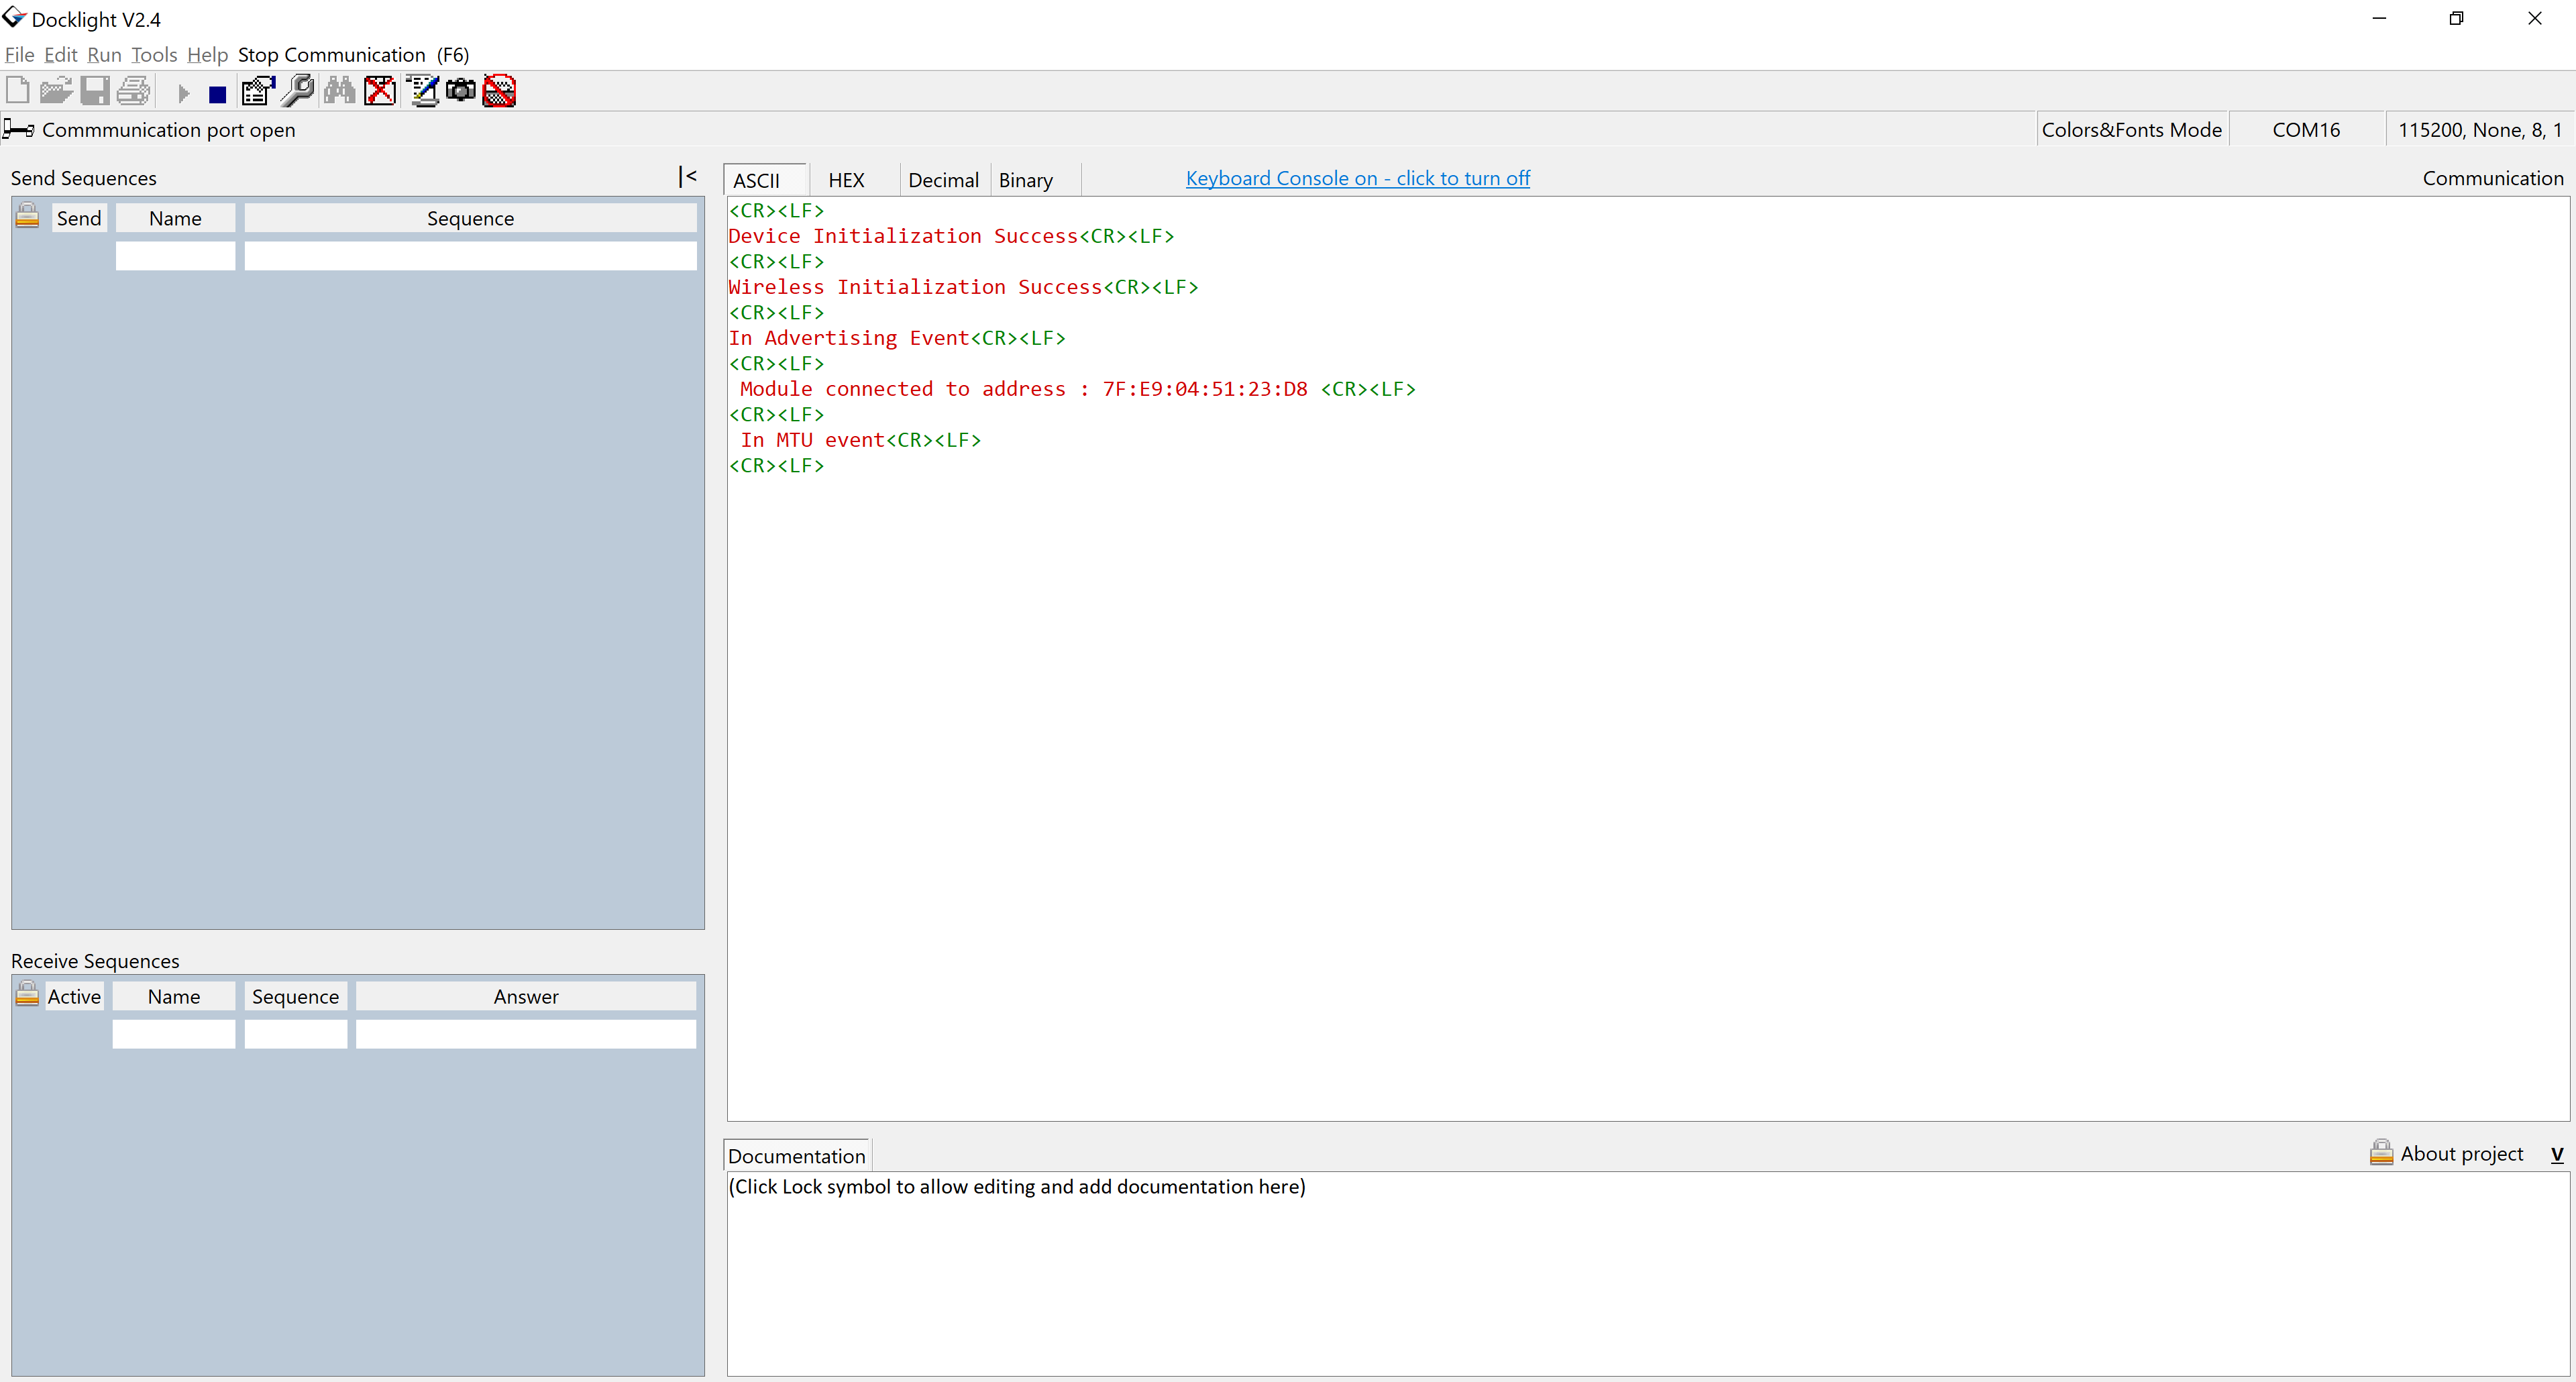 Docklight V2.4
File Edit Run Tools Help Stop Communication (F6)
Commmunication port open
Colors&Fonts Mode
COM16
115200, None, 8, 1
Send Sequences
|<
Send Name Sequence
ASCII HEX Decimal Binary
Keyboard Console on - click to turn off
Communication
<CR><LF>
Device Initialization Success<CR><LF>
<CR><LF>
Wireless Initialization Success<CR><LF>
<CR><LF>
In Advertising Event<CR><LF>
<CR><LF>
Module connected to address : 7F:E9:04:51:23:D8 <CR><LF>
<CR><LF>
In MTU event<CR><LF>
<CR><LF>
Receive Sequences
Active Name Sequence Answer
Documentation
About project
V
(Click Lock symbol to allow editing and add documentation here)